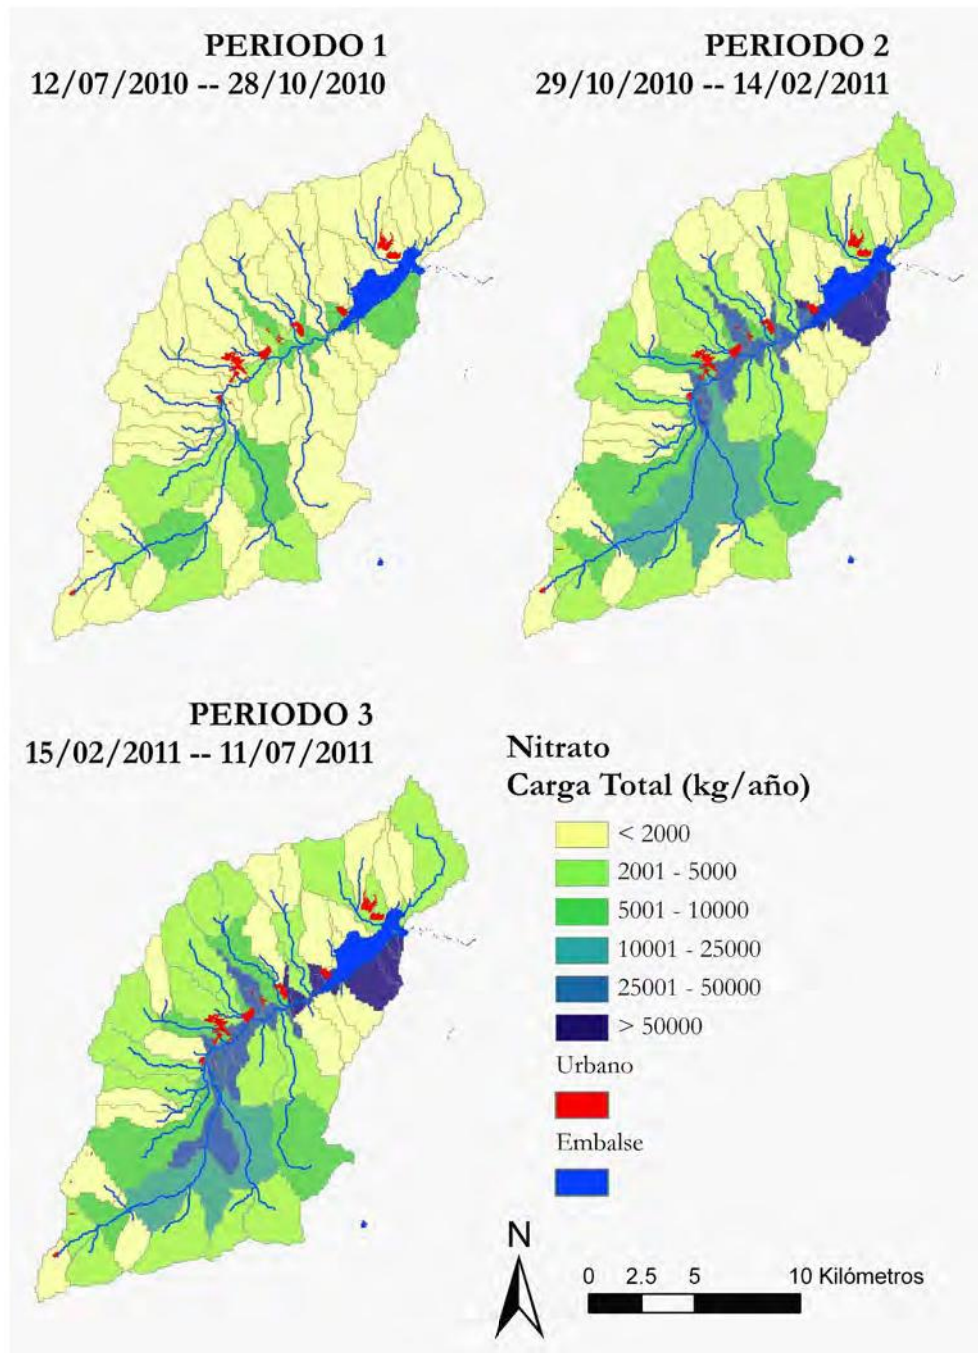 PERIODO 1
12/07/2010 -- 28/10/2010
PERIODO 2
29/10/2010 -- 14/02/2011
PERIODO 3
15/02/2011 -- 11/07/2011
Nitrato
Carga Total (kg/año)
< 2000
2001 - 5000
5001 - 10000
10001 - 25000
25001 - 50000
> 50000
Urbano
Embalse
N
0 2.5 5 10 Kilómetros